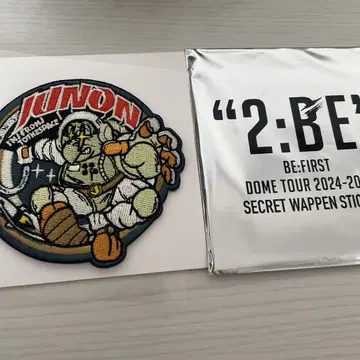 JUNON
"2:BE"
BE:FIRST
DOME TOUR 2024-20
SECRET WAPPEN STIC